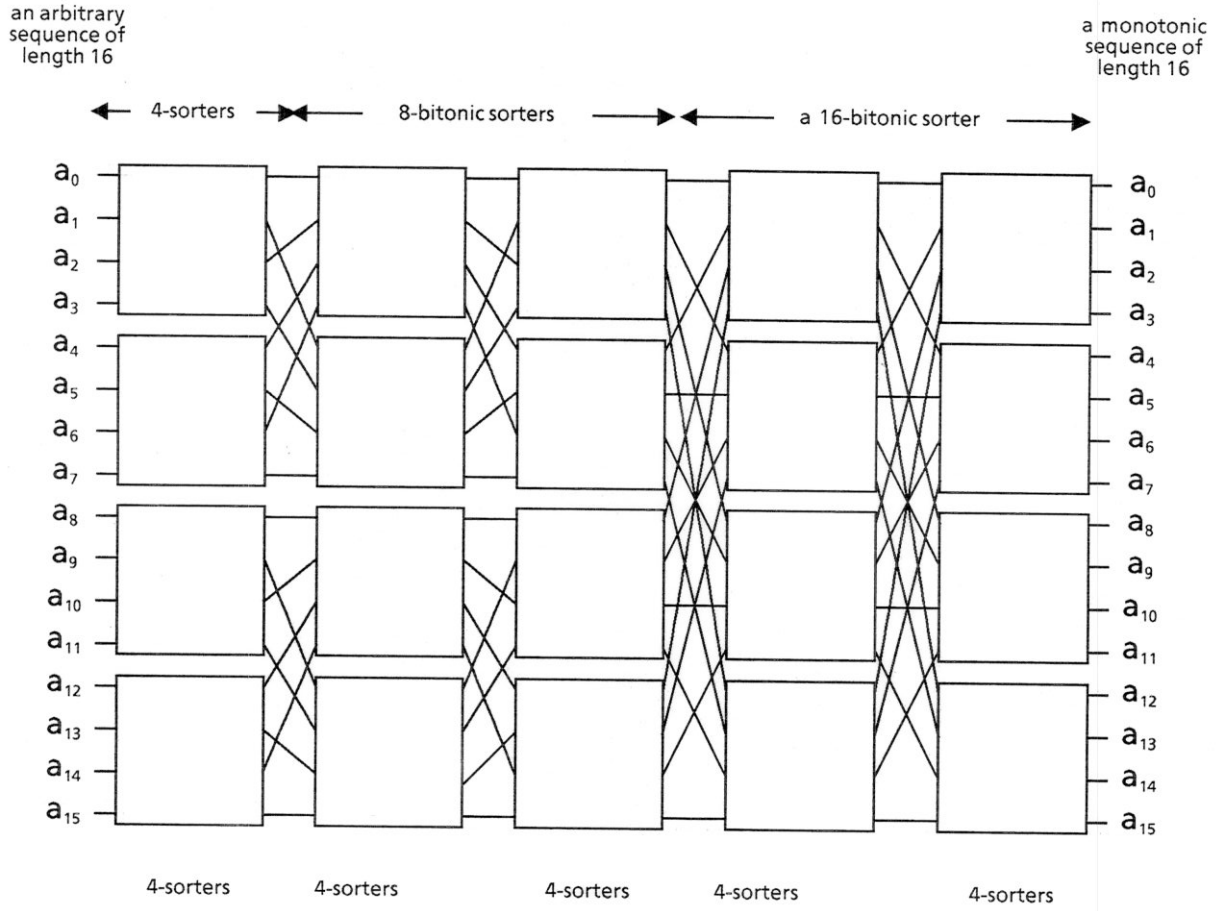 an arbitrary
sequence of
length 16
a monotonic
sequence of
length 16
4-sorters
8-bitonic sorters
a 16-bitonic sorter
a0
a1
a2
a3
a4
a5
a6
a7
a8
a9
a10
a11
a12
a13
a14
a15
a0
a1
a2
a3
a4
a5
a6
a7
a8
a9
a10
a11
a12
a13
a14
a15
4-sorters 4-sorters 4-sorters 4-sorters 4-sorters